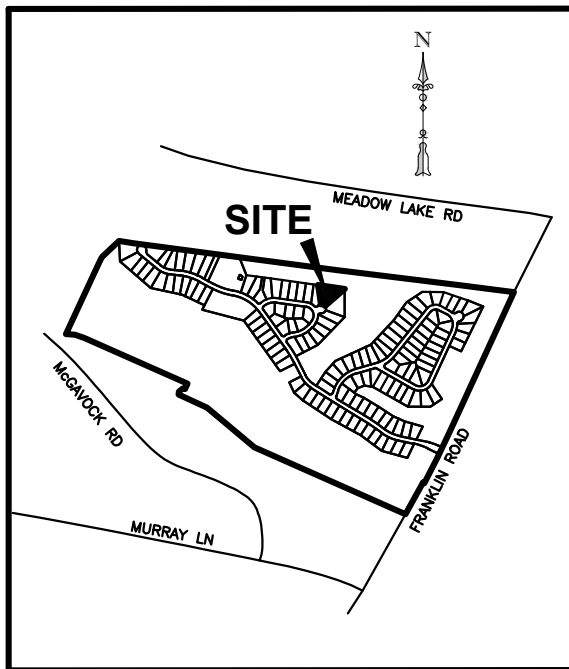 N
MEADOW LAKE RD
SITE
McGAVOCK RD
FRANKLIN ROAD
MURRAY LN